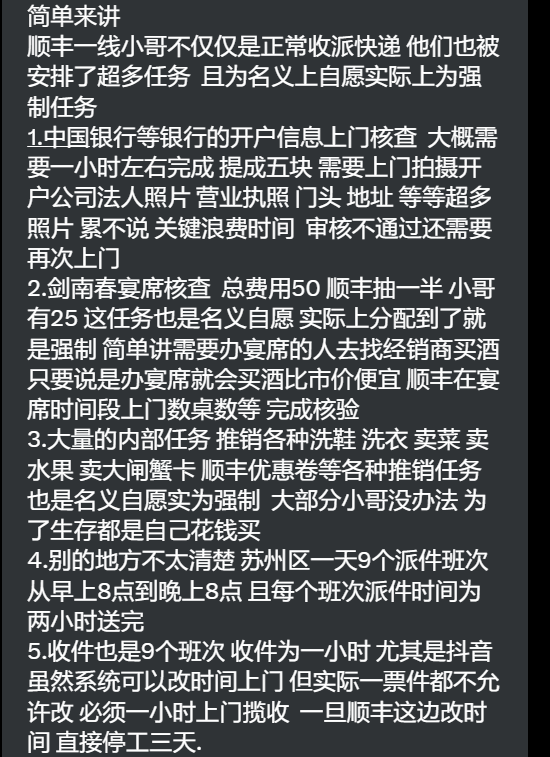 简单来讲
顺丰一线小哥不仅仅是正常收派快递 他们也被
安排了超多任务  且为名义上自愿实际上为强
制任务
1.中国银行等银行的开户信息上门核查  大概需
要一小时左右完成 提成五块 需要上门拍摄开
户公司法人照片 营业执照 门头 地址 等等超多
照片 累不说 关键浪费时间  审核不通过还需要
再次上门
2.剑南春宴席核查  总费用50 顺丰抽一半 小哥
有25 这任务也是名义自愿 实际上分配到了就
是强制 简单讲需要办宴席的人去找经销商买酒
只要说是办宴席就会买酒比市价便宜 顺丰在宴
席时间段上门数桌数等 完成核验
3.大量的内部任务 推销各种洗鞋 洗衣 卖菜 卖
水果 卖大闸蟹卡 顺丰优惠卷等各种推销任务
也是名义自愿实为强制  大部分小哥没办法 为
了生存都是自己花钱买
4.别的地方不太清楚 苏州区一天9个派件班次
从早上8点到晚上8点 且每个班次派件时间为
两小时送完
5.收件也是9个班次 收件为一小时 尤其是抖音
虽然系统可以改时间上门 但实际一票件都不允
许改 必须一小时上门揽收  一旦顺丰这边改时
间 直接停工三天.